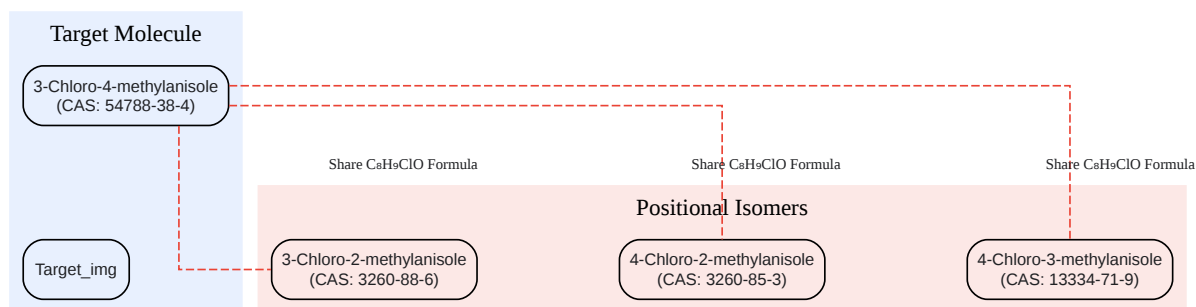 Target Molecule
3-Chloro-4-methylanisole
(CAS: 54788-38-4)
Share C₈H₉ClO Formula
Share C₈H₉ClO Formula
Share C₈H₉ClO Formula
Positional Isomers
Target_img
3-Chloro-2-methylanisole
(CAS: 3260-88-6)
4-Chloro-2-methylanisole
(CAS: 3260-85-3)
4-Chloro-3-methylanisole
(CAS: 13334-71-9)